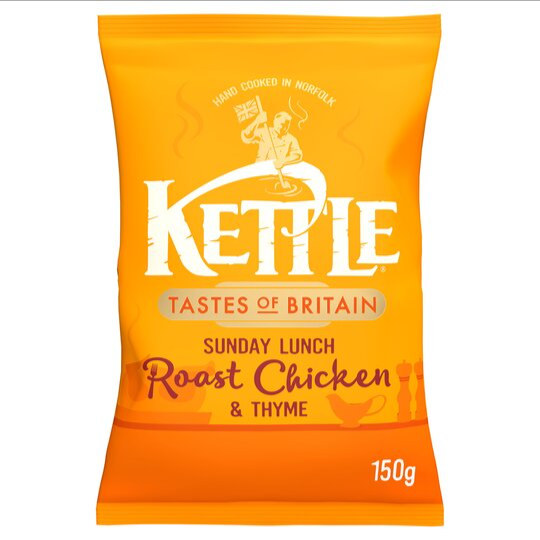 HAND COOKED IN NORFOLK
KETTLE®
TASTES OF BRITAIN
SUNDAY LUNCH
Roast Chicken
& THYME
150g